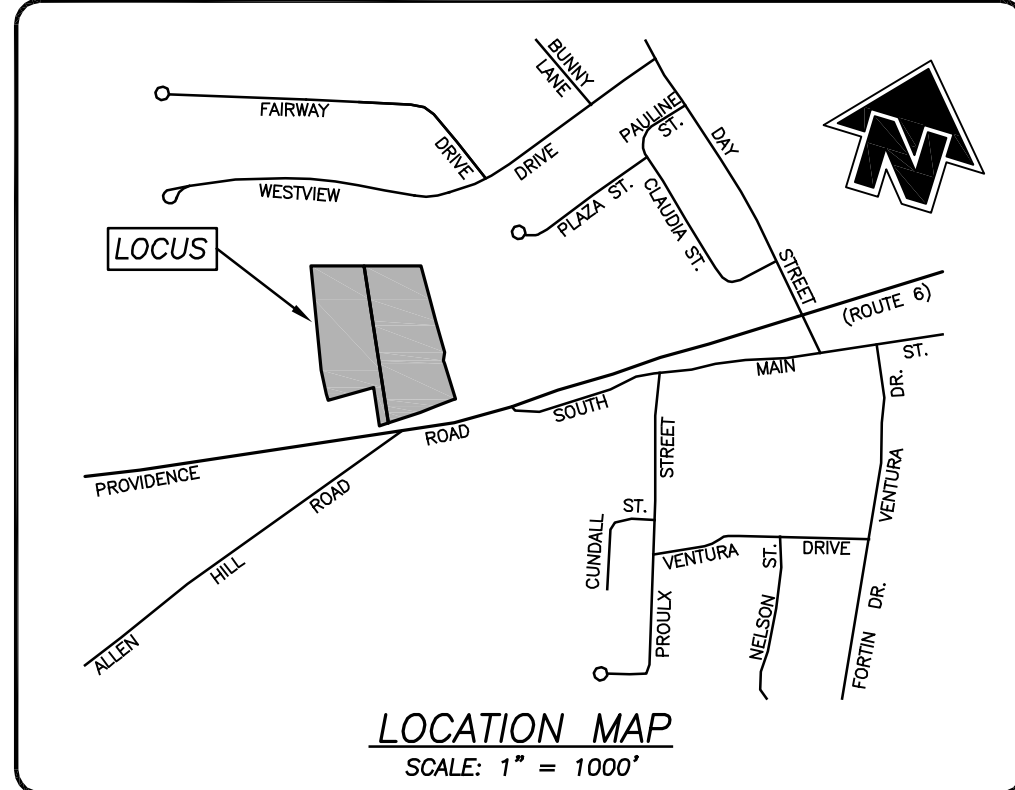 BUNNY
LANE
FAIRWAY
DRIVE
WESTVIEW
DRIVE
PAULINE
ST.
DAY
STREET
PLAZA ST.
CLAUDIA ST.
N
LOCUS
(ROUTE 6)
MAIN
ST.
SOUTH
ROAD
PROVIDENCE
ROAD
HILL
ALLEN
STREET
PROULX
ST.
CUNDALL
VENTURA
DRIVE
ST.
NELSON
DR.
VENTURA
DR.
FORTIN
LOCATION MAP
SCALE: 1" = 1000'